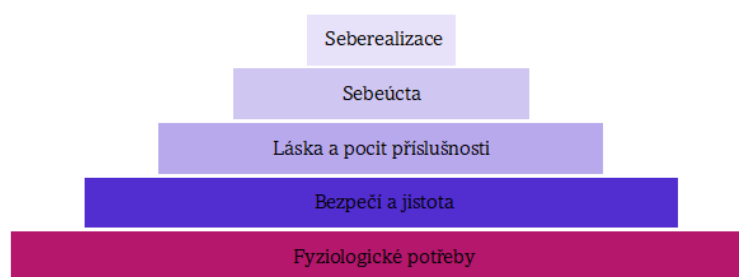 Seberealizace
Sebeúcta
Láska a pocit příslušnosti
Bezpečí a jistota
Fyziologické potřeby